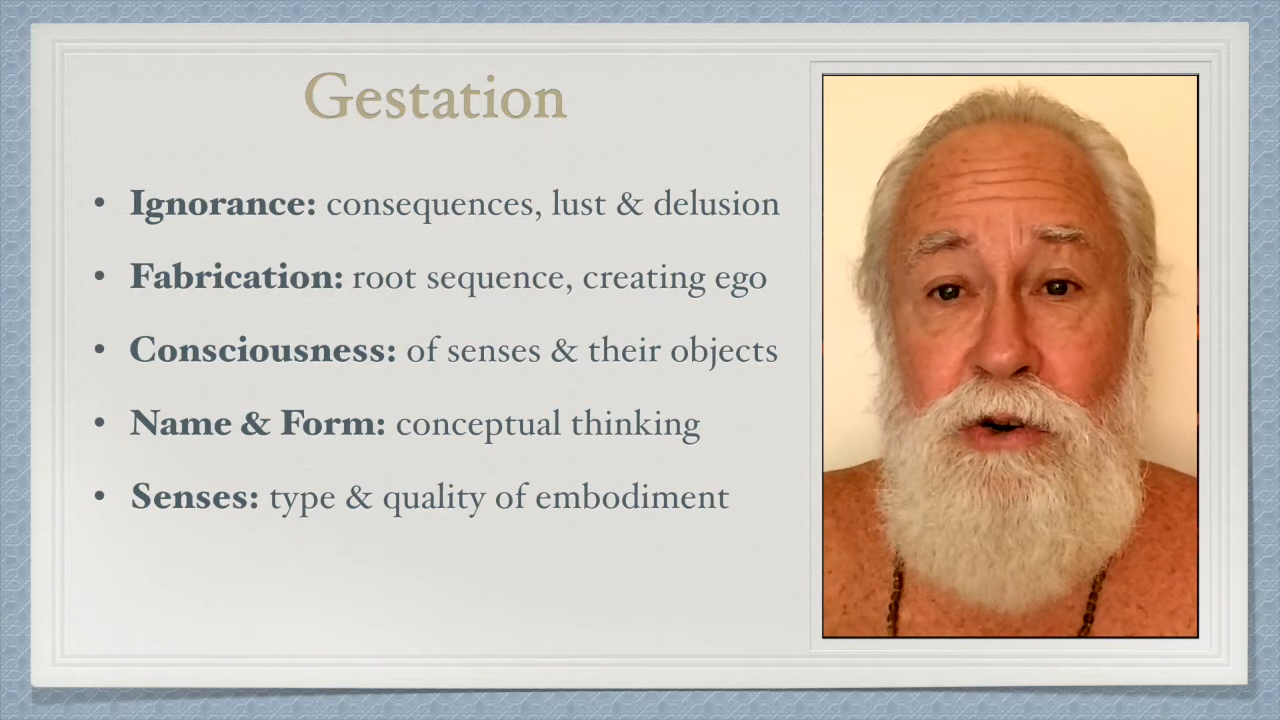 Gestation
• Ignorance: consequences, lust & delusion
• Fabrication: root sequence, creating ego
• Consciousness: of senses & their objects
• Name & Form: conceptual thinking
• Senses: type & quality of embodiment